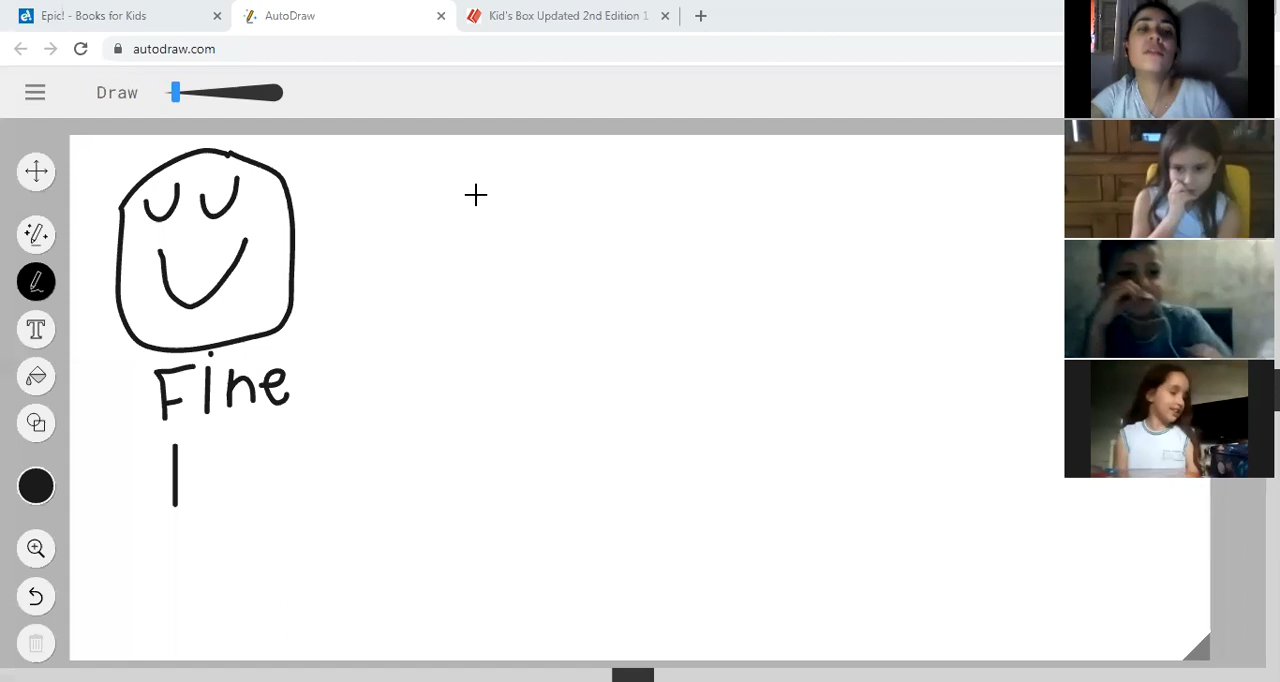 Epic! - Books for Kids
AutoDraw
Kid's Box Updated 2nd Edition 1
autodraw.com
Draw
Fine
|